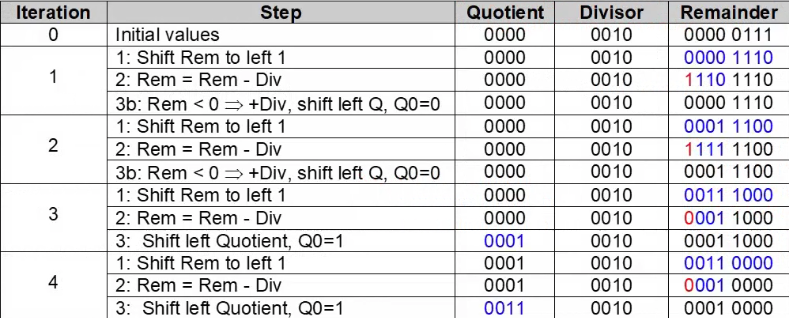 Iteration Step Quotient Divisor Remainder
0 Initial values 0000 0010 0000 0111
1: Shift Rem to left 1 0000 0010 0000 1110
1 2: Rem = Rem - Div 0000 0010 1110 1110
3b: Rem < 0 ⇒ +Div, shift left Q, Q0=0 0000 0010 0000 1110
1: Shift Rem to left 1 0000 0010 0001 1100
2 2: Rem = Rem - Div 0000 0010 1111 1100
3b: Rem < 0 ⇒ +Div, shift left Q, Q0=0 0000 0010 0001 1100
1: Shift Rem to left 1 0000 0010 0011 1000
3 2: Rem = Rem - Div 0000 0010 0001 1000
3: Shift left Quotient, Q0=1 0001 0010 0001 1000
1: Shift Rem to left 1 0001 0010 0011 0000
4 2: Rem = Rem - Div 0001 0010 0001 0000
3: Shift left Quotient, Q0=1 0011 0010 0001 0000